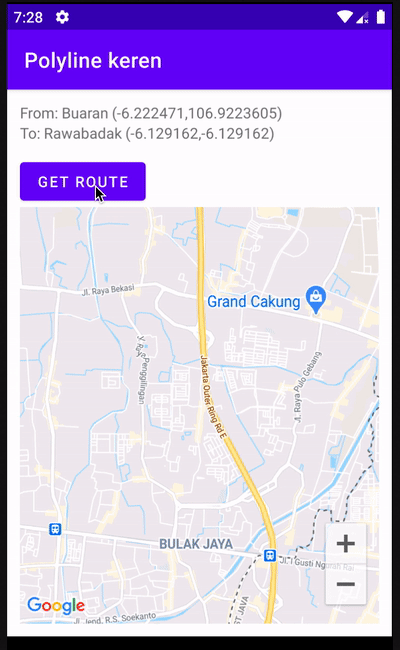 7:28
Polyline keren
From: Buaran (-6.222471,106.9223605)
To: Rawabadak (-6.129162,-6.129162)
GET ROUTE
Jl. Raya Bekasi
Grand Cakung
Jl. Raya Penggilingan
Jakarta Outer Ring Rd E
Jl. Raya Pulo Gebang
BULAK JAYA
Jl. I Gusti Ngurah Rai
+
−
Google
Jl. Jend. R.S. Soekanto
ST JAVA